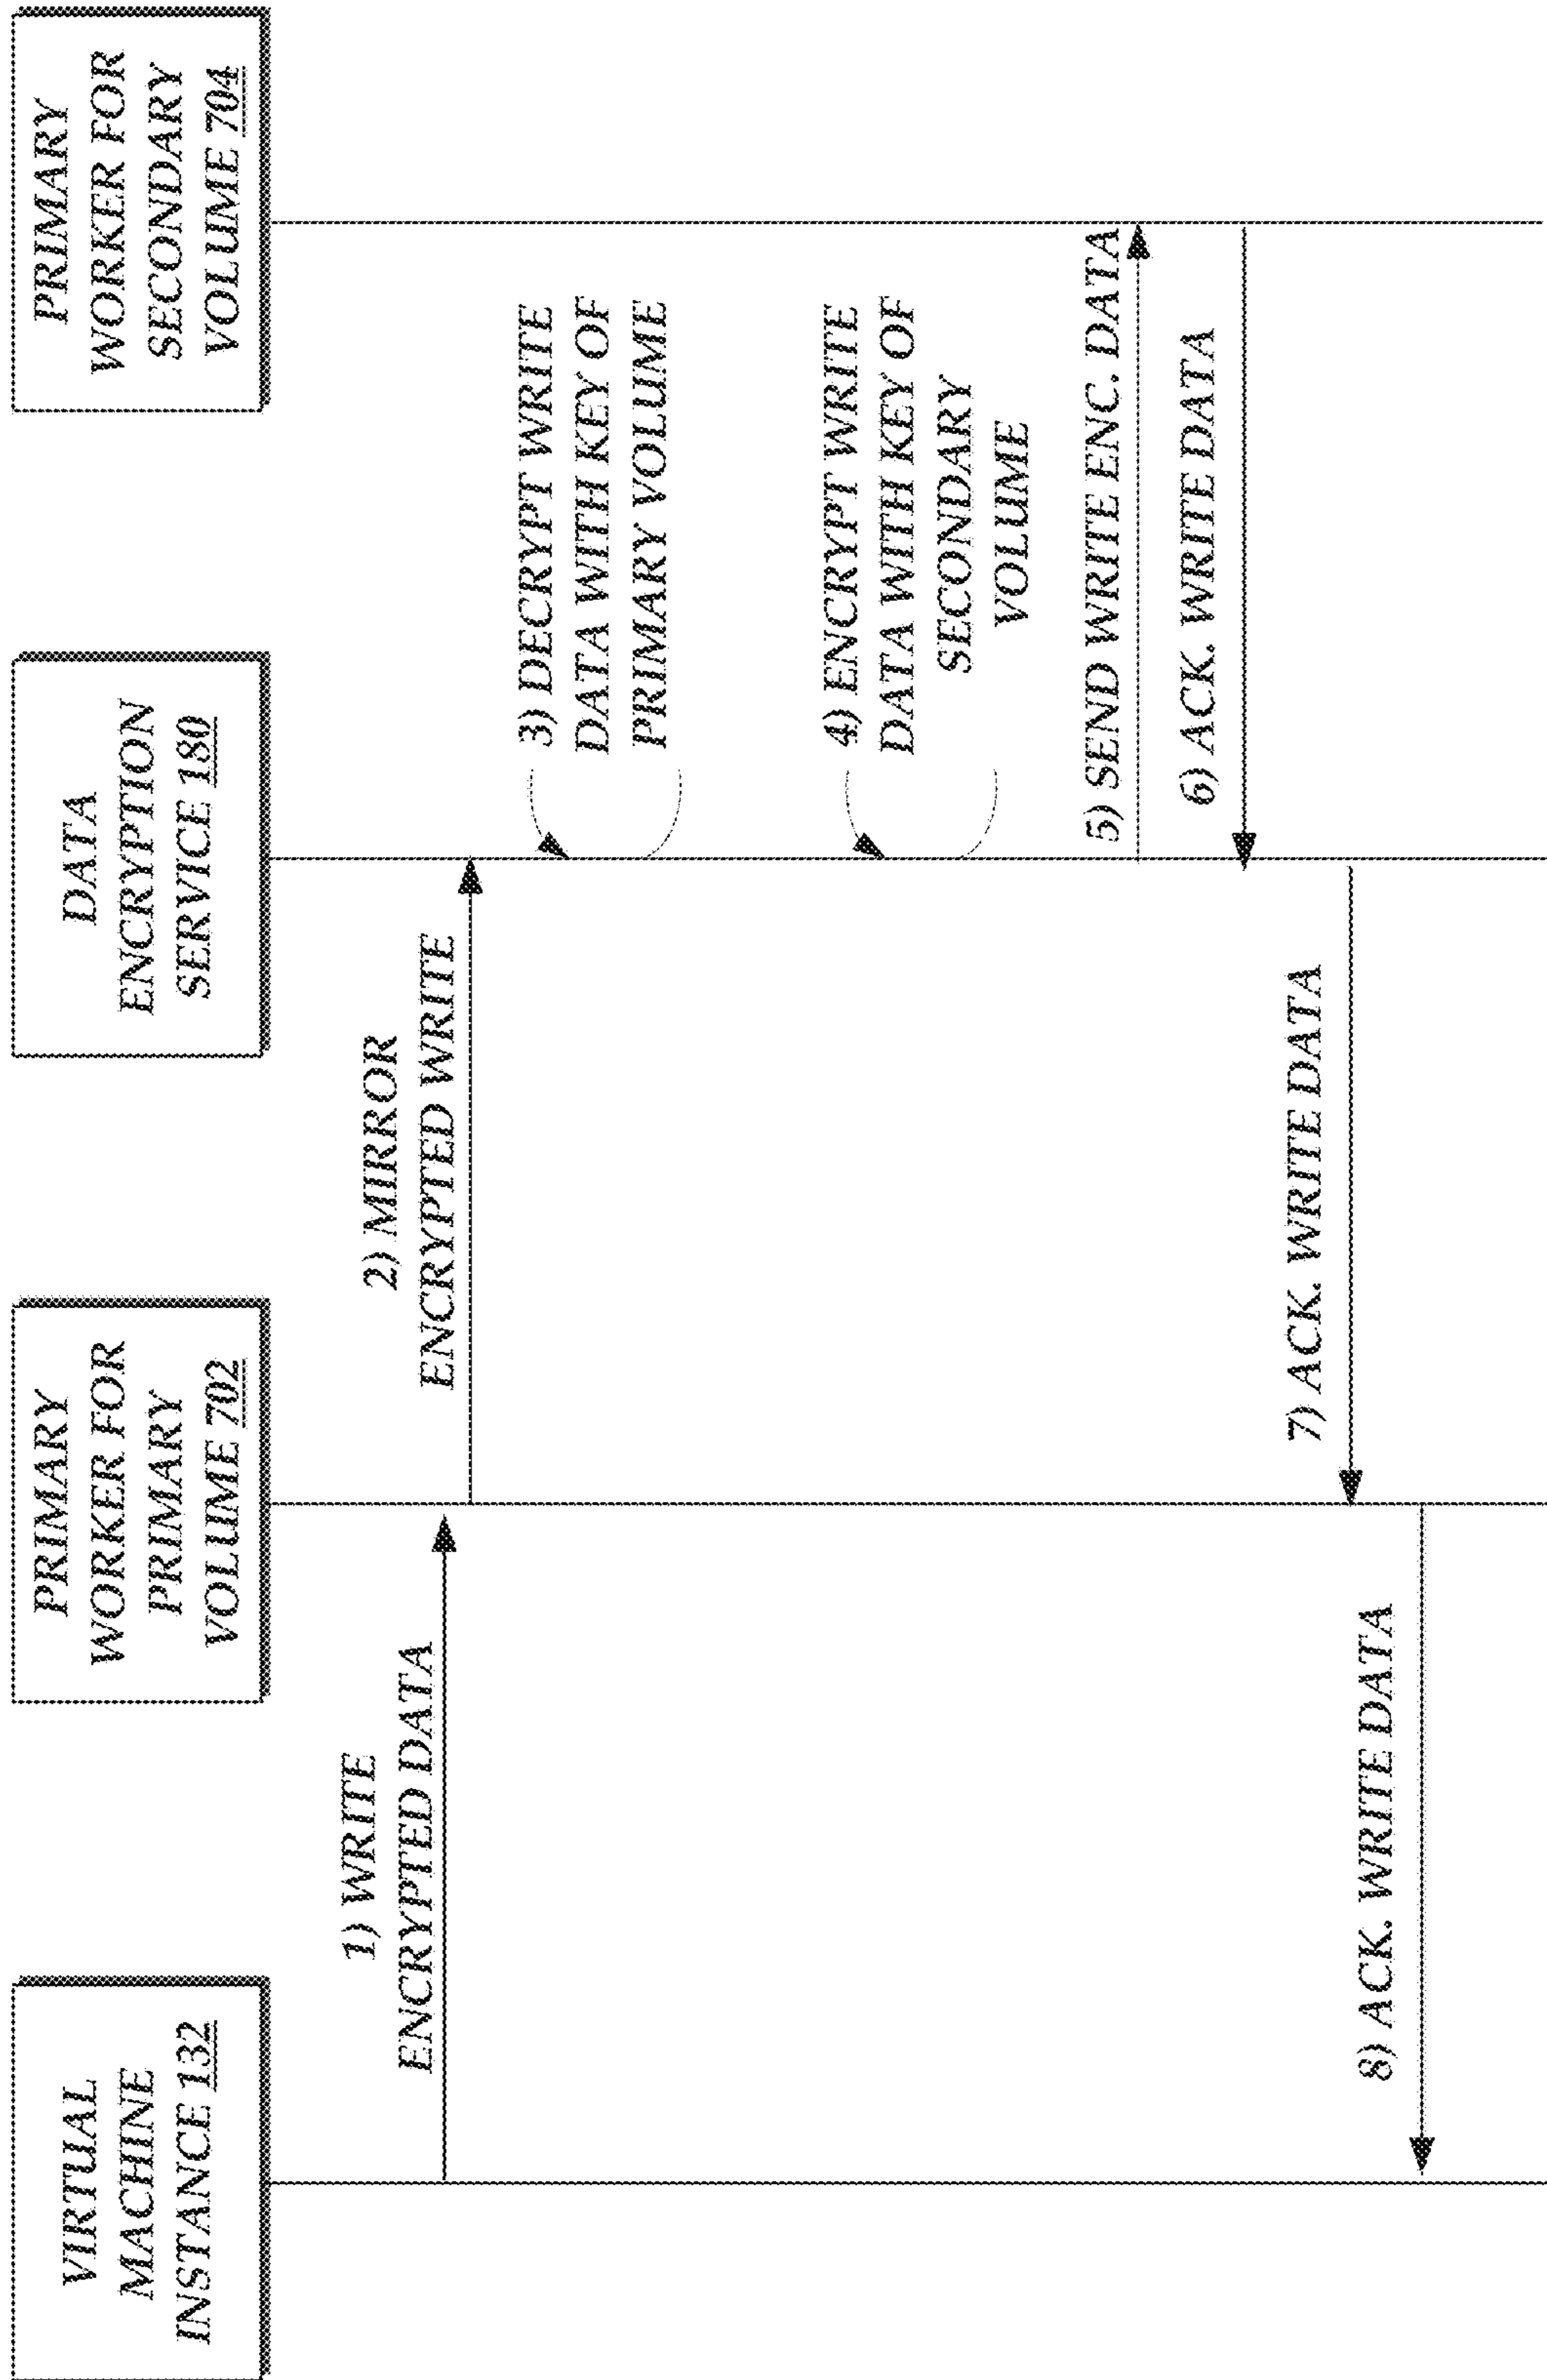 VIRTUAL
MACHINE
INSTANCE 132
PRIMARY
WORKER FOR
PRIMARY
VOLUME 702
DATA
ENCRYPTION
SERVICE 180
PRIMARY
WORKER FOR
SECONDARY
VOLUME 704
1) WRITE
ENCRYPTED DATA
2) MIRROR
ENCRYPTED WRITE
3) DECRYPT WRITE
DATA WITH KEY OF
PRIMARY VOLUME
4) ENCRYPT WRITE
DATA WITH KEY OF
SECONDARY
VOLUME
5) SEND WRITE ENC. DATA
6) ACK. WRITE DATA
7) ACK. WRITE DATA
8) ACK. WRITE DATA